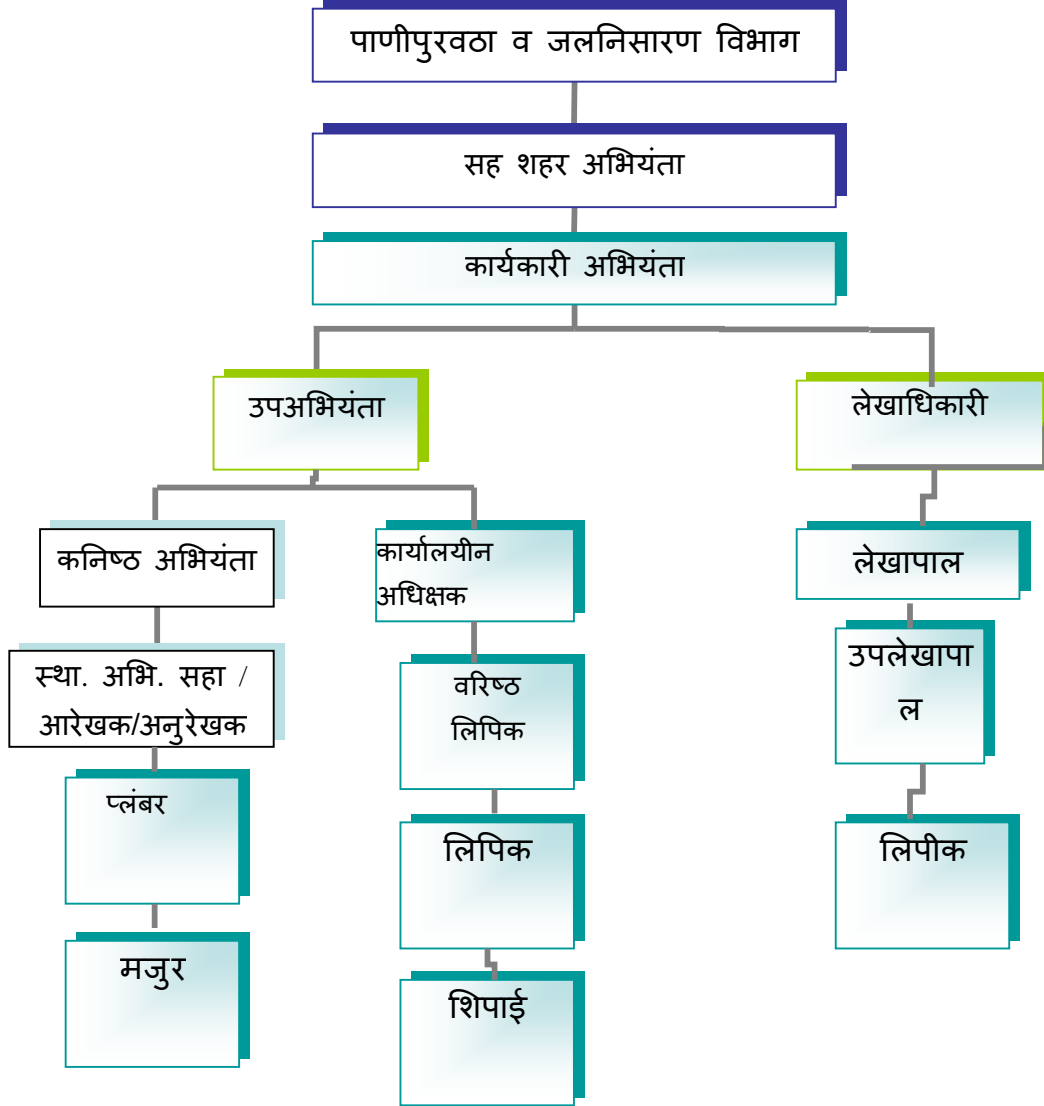 पाणीपुरवठा व जलनिसारण विभाग
सह शहर अभियंता
कार्यकारी अभियंता
उपअभियंता
लेखाधिकारी
कनिष्ठ अभियंता
कार्यालयीन
अधिक्षक
लेखापाल
स्था. अभि. सहा /
आरेखक/अनुरेखक
वरिष्ठ
लिपिक
उपलेखापा
ल
प्लंबर
लिपिक
लिपीक
मजुर
शिपाई